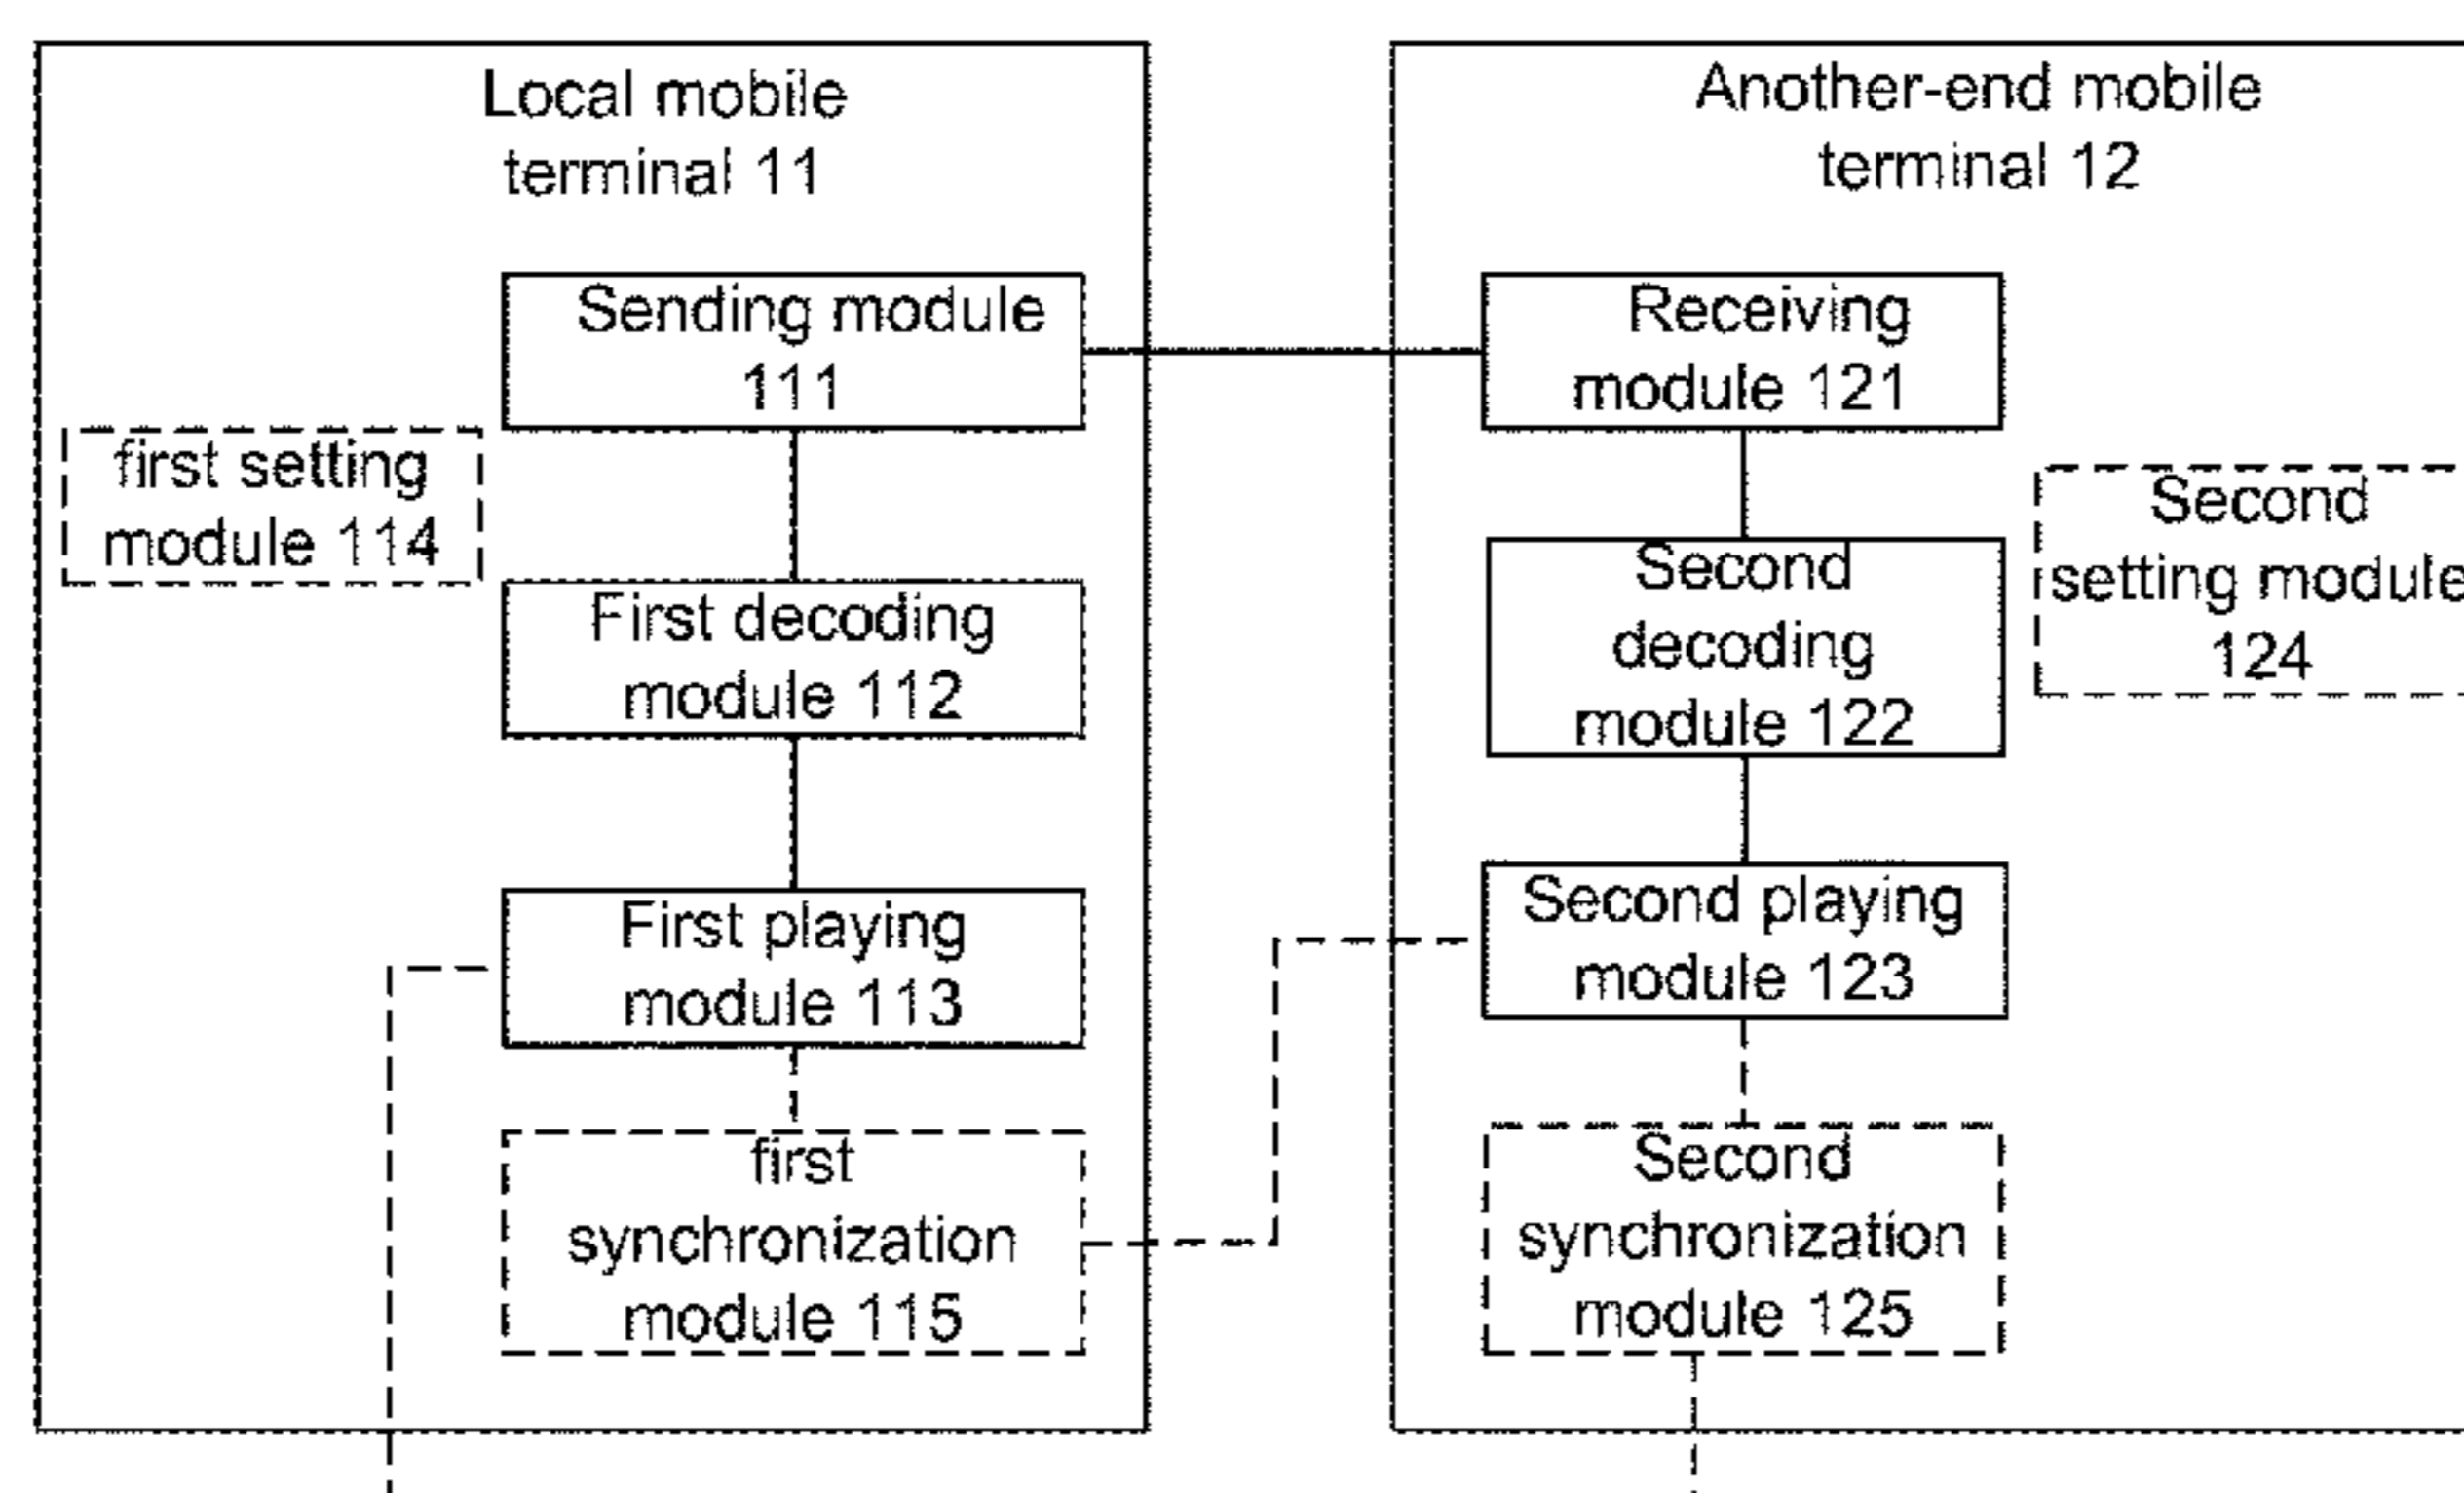 Local mobile
terminal 11
Sending module
111
first setting
module 114
First decoding
module 112
First playing
module 113
first
synchronization
module 115
Another-end mobile
terminal 12
Receiving
module 121
Second
decoding
module 122
Second
setting module
124
Second playing
module 123
Second
synchronization
module 125